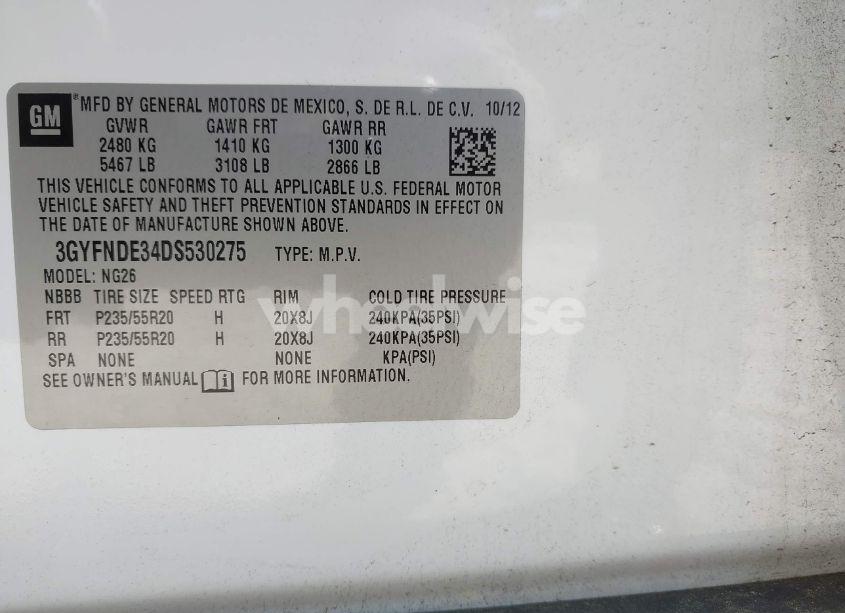 GM® MFD BY GENERAL MOTORS DE MEXICO, S. DE R.L. DE C.V. 10/12
GVWR GAWR FRT GAWR RR
2480 KG 1410 KG 1300 KG
5467 LB 3108 LB 2866 LB
THIS VEHICLE CONFORMS TO ALL APPLICABLE U.S. FEDERAL MOTOR
VEHICLE SAFETY AND THEFT PREVENTION STANDARDS IN EFFECT ON
THE DATE OF MANUFACTURE SHOWN ABOVE.
3GYFNDE34DS530275 TYPE: M.P.V.
MODEL: NG26
NBBB TIRE SIZE SPEED RTG RIM COLD TIRE PRESSURE
FRT P235/55R20 H 20X8J 240KPA(35PSI)
RR P235/55R20 H 20X8J 240KPA(35PSI)
SPA NONE NONE KPA(PSI)
SEE OWNER'S MANUAL FOR MORE INFORMATION.
wheelwise